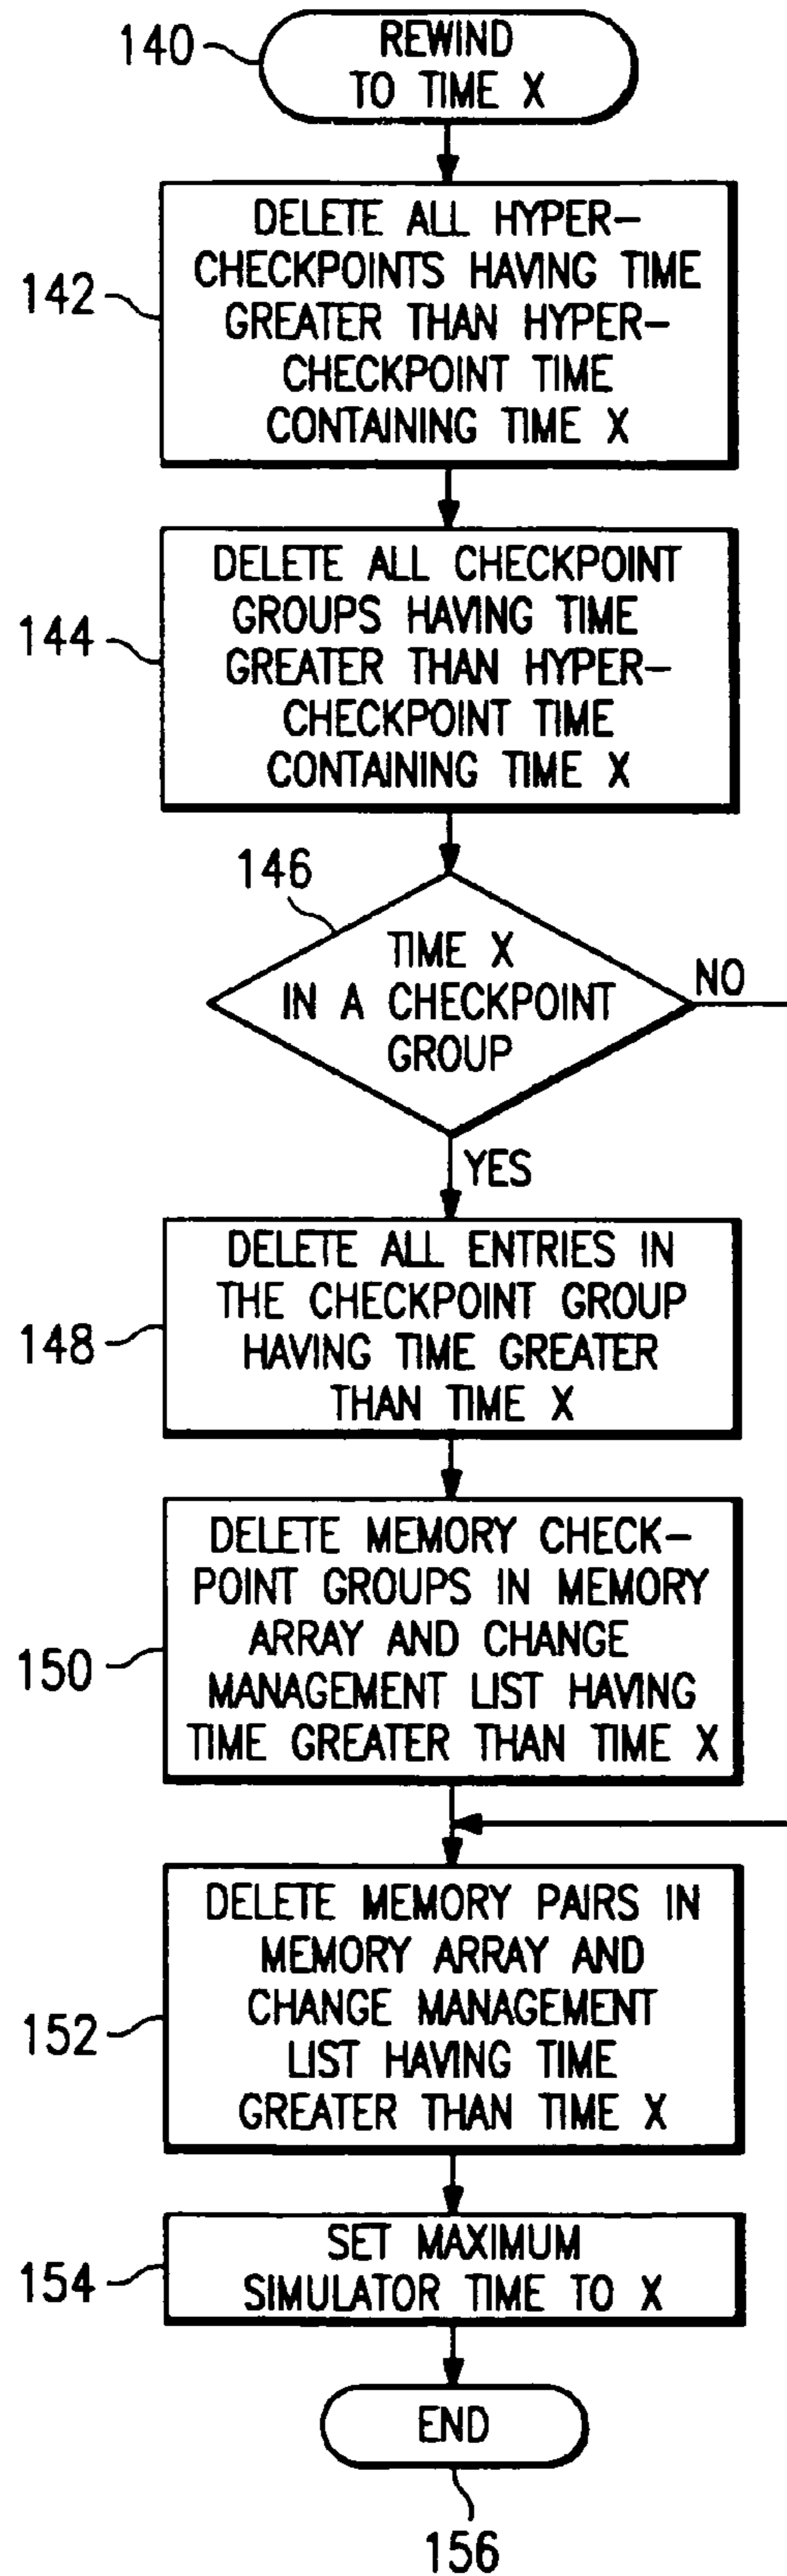 140
REWIND
TO TIME X
142
DELETE ALL HYPER-
CHECKPOINTS HAVING TIME
GREATER THAN HYPER-
CHECKPOINT TIME
CONTAINING TIME X
144
DELETE ALL CHECKPOINT
GROUPS HAVING TIME
GREATER THAN HYPER-
CHECKPOINT TIME
CONTAINING TIME X
146
TIME X
IN A CHECKPOINT
GROUP
NO
YES
148
DELETE ALL ENTRIES IN
THE CHECKPOINT GROUP
HAVING TIME GREATER
THAN TIME X
150
DELETE MEMORY CHECK-
POINT GROUPS IN MEMORY
ARRAY AND CHANGE
MANAGEMENT LIST HAVING
TIME GREATER THAN TIME X
152
DELETE MEMORY PAIRS IN
MEMORY ARRAY AND
CHANGE MANAGEMENT
LIST HAVING TIME
GREATER THAN TIME X
154
SET MAXIMUM
SIMULATOR TIME TO X
END
156